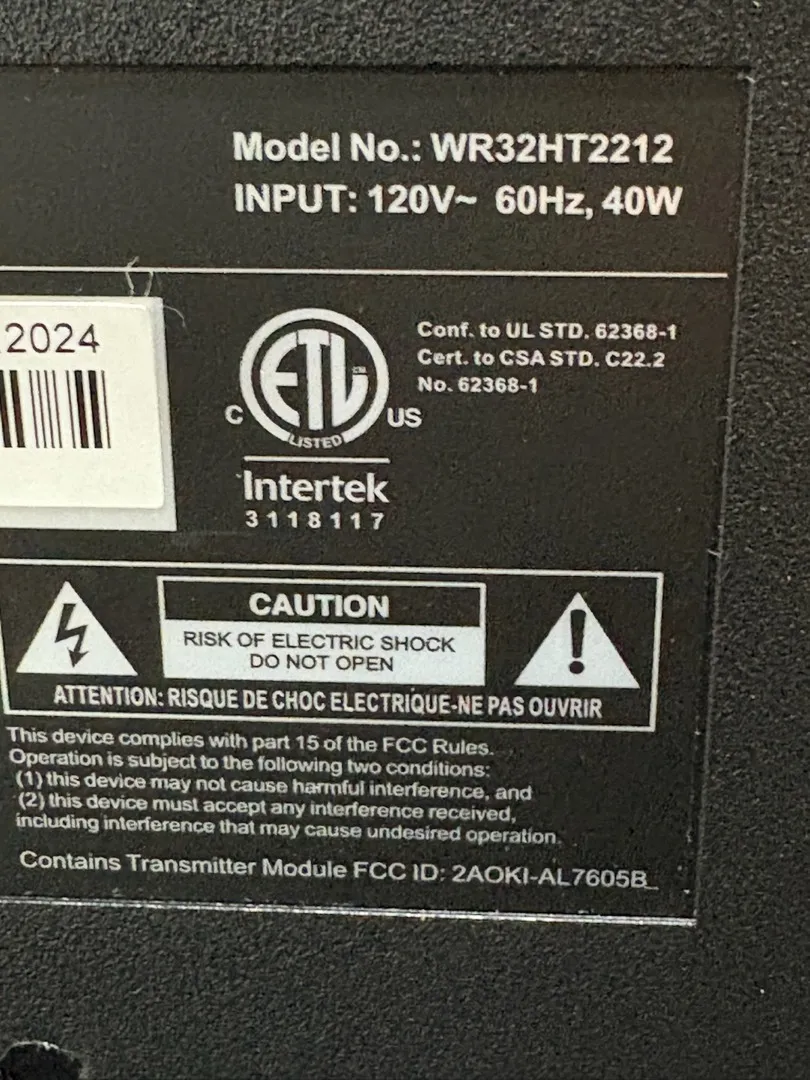 Model No.: WR32HT2212
INPUT: 120V~ 60Hz, 40W
.2024
ETL CM
LISTED
C US
Intertek
3118117
Conf. to UL STD. 62368-1
Cert. to CSA STD. C22.2
No. 62368-1
CAUTION
RISK OF ELECTRIC SHOCK
DO NOT OPEN
ATTENTION: RISQUE DE CHOC ELECTRIQUE-NE PAS OUVRIR
This device complies with part 15 of the FCC Rules.
Operation is subject to the following two conditions:
(1) this device may not cause harmful interference, and
(2) this device must accept any interference received,
including interference that may cause undesired operation.
Contains Transmitter Module FCC ID: 2AOKI-AL7605B_